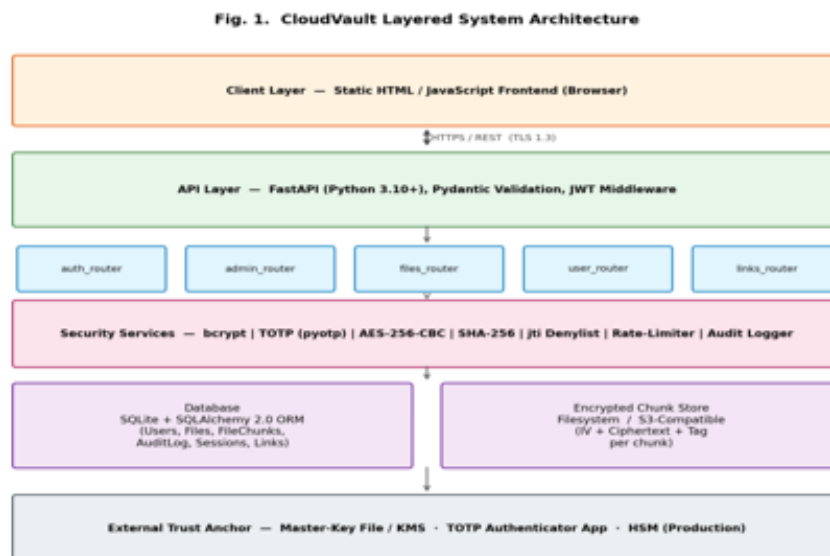 Fig. 1. CloudVault Layered System Architecture
Client Layer — Static HTML / JavaScript Frontend (Browser)
HTTPS / REST (TLS 1.3)
API Layer — FastAPI (Python 3.10+), Pydantic Validation, JWT Middleware
auth_router
admin_router
files_router
user_router
links_router
Security Services — bcrypt | TOTP (pyotp) | AES-256-CBC | SHA-256 | jti Denylist | Rate-Limiter | Audit Logger
Database
SQLite + SQLAlchemy 2.0 ORM
(Users, Files, FileChunks,
AuditLog, Sessions, Links)
Encrypted Chunk Store
Filesystem / S3-Compatible
(IV + Ciphertext + Tag
per chunk)
External Trust Anchor — Master-Key File / KMS · TOTP Authenticator App · HSM (Production)